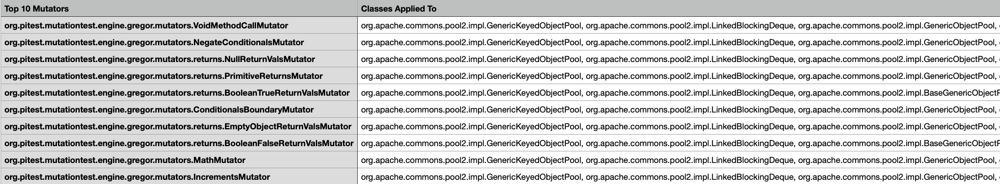 Top 10 Mutators Classes Applied To
org.pitest.mutationtest.engine.gregor.mutators.VoidMethodCallMutator org.apache.commons.pool2.impl.GenericKeyedObjectPool, org.apache.commons.pool2.impl.LinkedBlockingDeque, org.apache.commons.pool2.impl.GenericObjectPool,
org.pitest.mutationtest.engine.gregor.mutators.NegateConditionalsMutator org.apache.commons.pool2.impl.GenericKeyedObjectPool, org.apache.commons.pool2.impl.LinkedBlockingDeque, org.apache.commons.pool2.impl.GenericObjectPool,
org.pitest.mutationtest.engine.gregor.mutators.returns.NullReturnValsMutator org.apache.commons.pool2.impl.GenericKeyedObjectPool, org.apache.commons.pool2.impl.LinkedBlockingDeque, org.apache.commons.pool2.impl.GenericObjectPool,
org.pitest.mutationtest.engine.gregor.mutators.returns.PrimitiveReturnsMutator org.apache.commons.pool2.impl.GenericKeyedObjectPool, org.apache.commons.pool2.impl.LinkedBlockingDeque, org.apache.commons.pool2.impl.GenericObjectPool,
org.pitest.mutationtest.engine.gregor.mutators.returns.BooleanTrueReturnValsMutator org.apache.commons.pool2.impl.GenericKeyedObjectPool, org.apache.commons.pool2.impl.LinkedBlockingDeque, org.apache.commons.pool2.impl.BaseGenericObjectP
org.pitest.mutationtest.engine.gregor.mutators.ConditionalsBoundaryMutator org.apache.commons.pool2.impl.GenericKeyedObjectPool, org.apache.commons.pool2.impl.LinkedBlockingDeque, org.apache.commons.pool2.impl.GenericObjectPool,
org.pitest.mutationtest.engine.gregor.mutators.returns.EmptyObjectReturnValsMutator org.apache.commons.pool2.impl.GenericKeyedObjectPool, org.apache.commons.pool2.impl.LinkedBlockingDeque, org.apache.commons.pool2.impl.GenericObjectPool,
org.pitest.mutationtest.engine.gregor.mutators.returns.BooleanFalseReturnValsMutator org.apache.commons.pool2.impl.GenericKeyedObjectPool, org.apache.commons.pool2.impl.LinkedBlockingDeque, org.apache.commons.pool2.impl.BaseGenericObjectP
org.pitest.mutationtest.engine.gregor.mutators.MathMutator org.apache.commons.pool2.impl.GenericKeyedObjectPool, org.apache.commons.pool2.impl.LinkedBlockingDeque, org.apache.commons.pool2.impl.GenericObjectPool,
org.pitest.mutationtest.engine.gregor.mutators.IncrementsMutator org.apache.commons.pool2.impl.GenericKeyedObjectPool, org.apache.commons.pool2.impl.LinkedBlockingDeque, org.apache.commons.pool2.impl.GenericObjectPool,